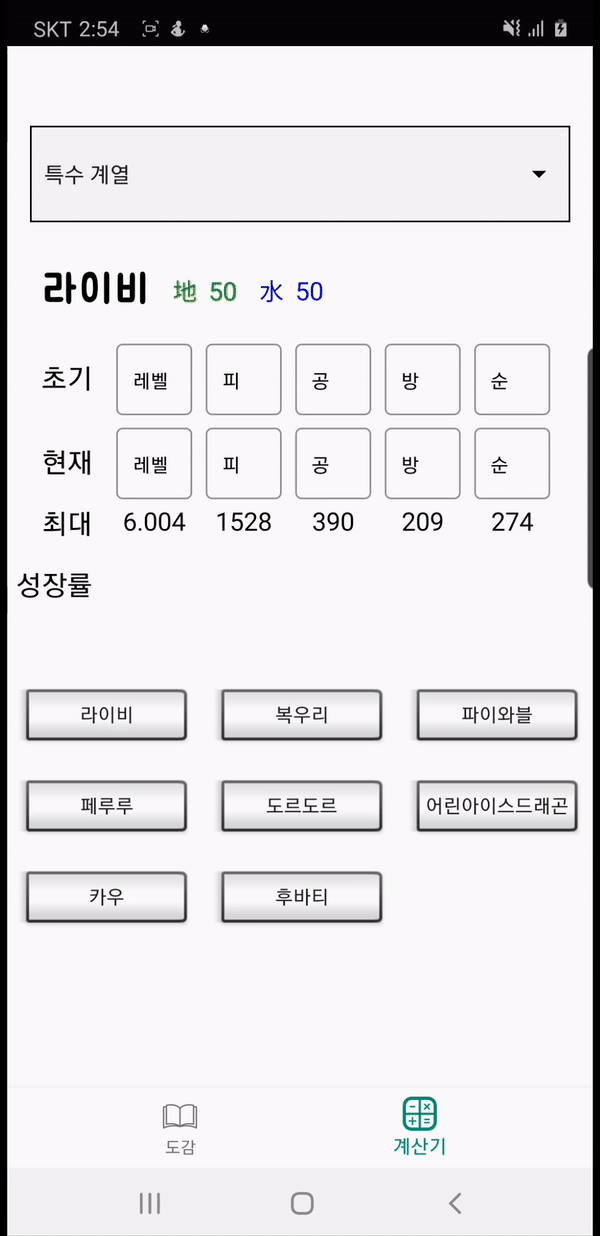 SKT 2:54
특수 계열
라이비 地 50 水 50
초기 레벨 피 공 방 순
현재 레벨 피 공 방 순
최대 6.004 1528 390 209 274
성장률
라이비 복우리 파이와블
페루루 도르도르 어린아이스드래곤
카우 후바티
도감 계산기